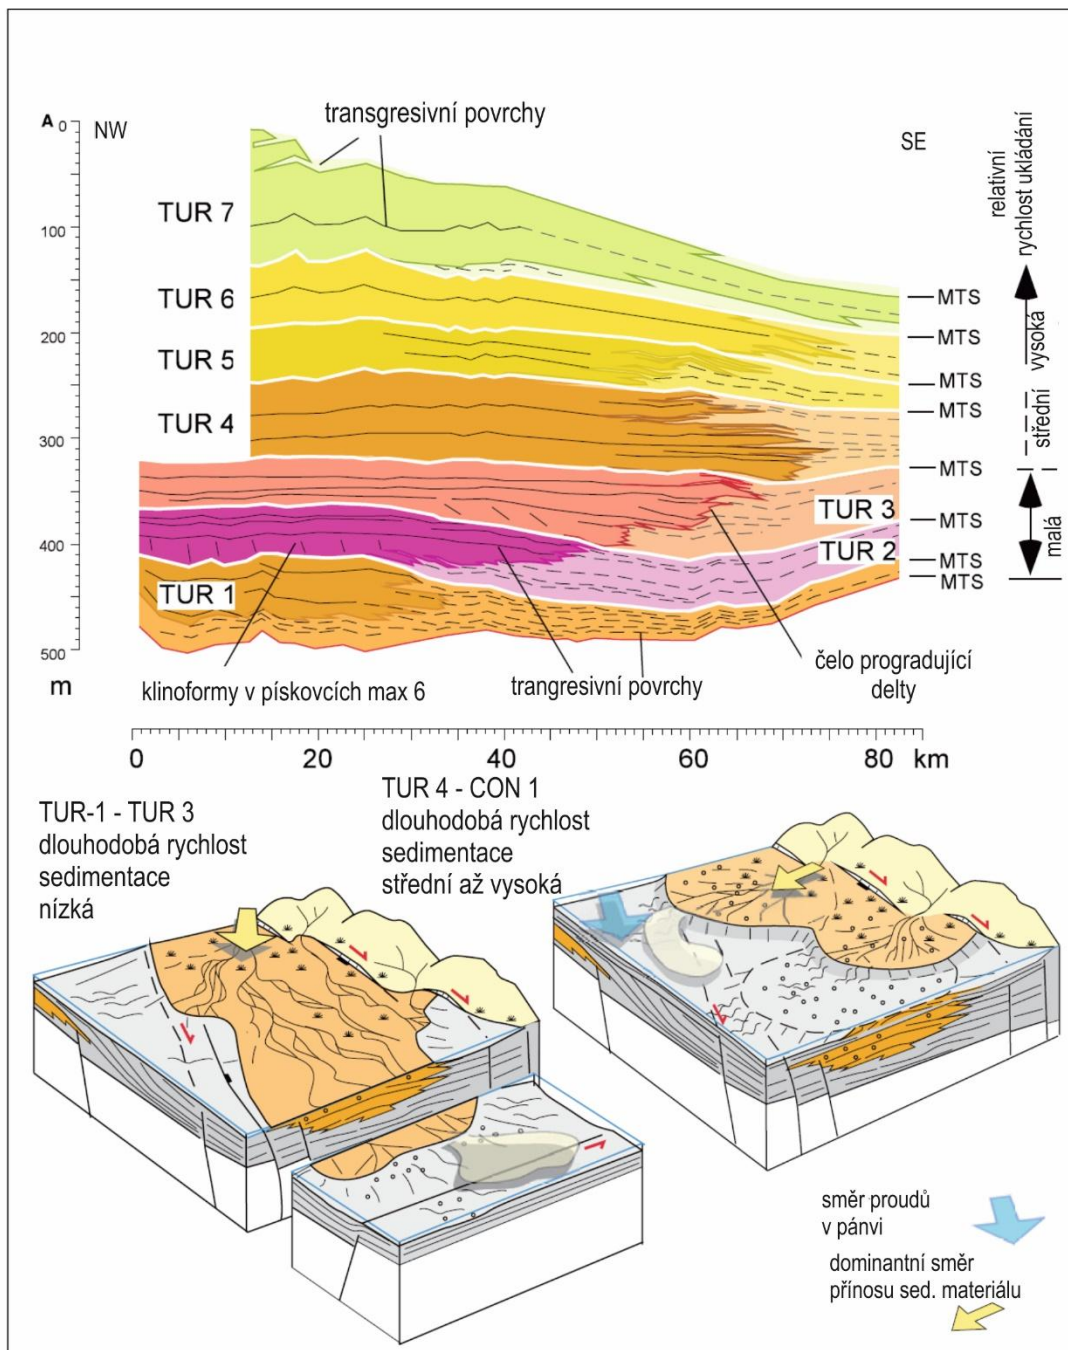 transgresivní povrchy
A 0
NW
SE
relativní
rychlost ukládání
TUR 7
100
MTS
TUR 6
vysoká
200
MTS
TUR 5
MTS
MTS
TUR 4
střední
300
MTS
TUR 3
MTS
malá
400
TUR 2
MTS
MTS
TUR 1
500
m
klinoformy v pískovcích max 6
trangresivní povrchy
čelo progradující
delty
0 20 40 60 80 km
TUR-1 - TUR 3
dlouhodobá rychlost
sedimentace
nízká
TUR 4 - CON 1
dlouhodobá rychlost
sedimentace
střední až vysoká
směr proudů
v pánvi
dominantní směr
přínosu sed. materiálu